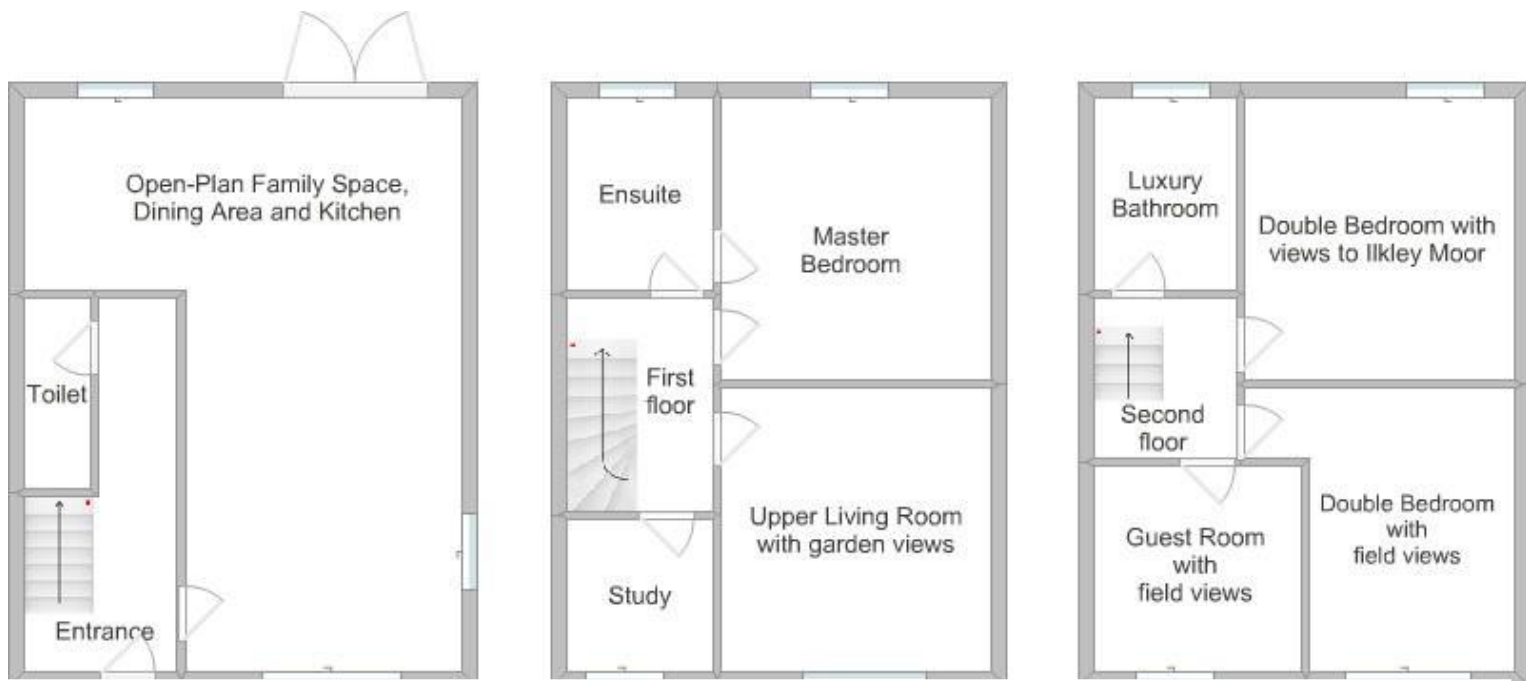 Open-Plan Family Space,
Dining Area and Kitchen
Toilet
Entrance
Ensuite
Master
Bedroom
First
floor
Upper Living Room
with garden views
Study
Luxury
Bathroom
Double Bedroom with
views to Ilkley Moor
Second
floor
Guest Room
with
field views
Double Bedroom
with
field views